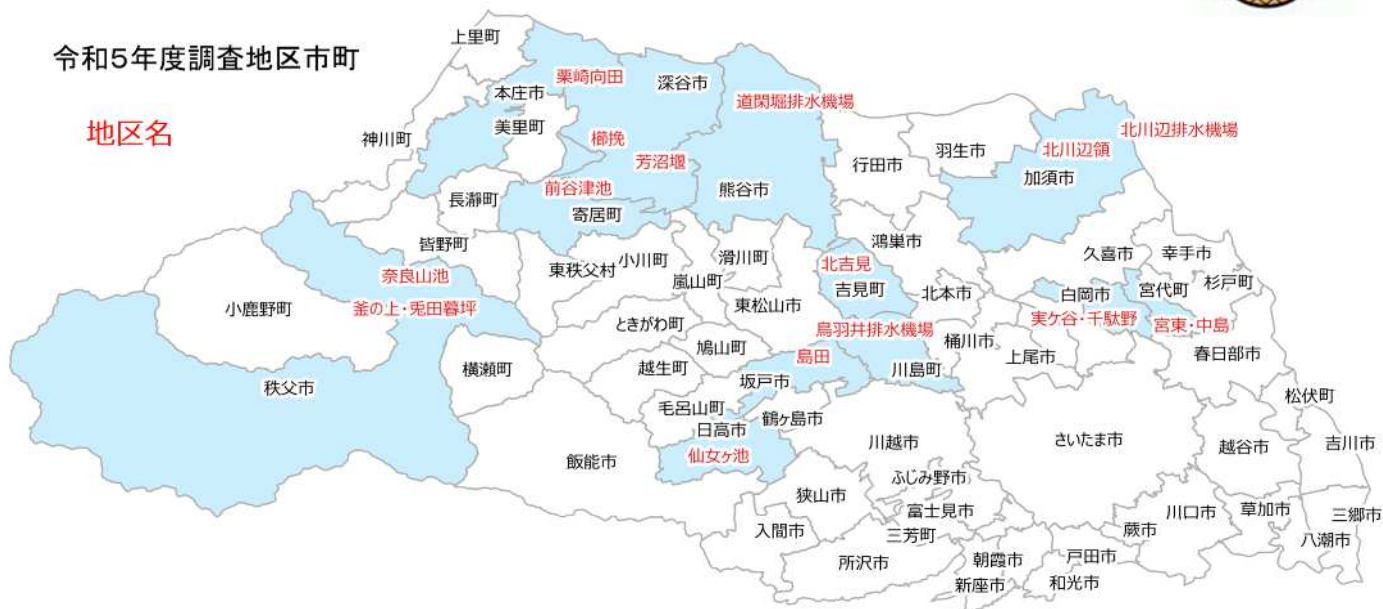 令和5年度調査地区市町
地区名
上里町
本庄市
栗崎向田
深谷市
道閑堀排水機場
神川町
美里町
櫛挽
芳沼堰
熊谷市
行田市
羽生市
北川辺領
北川辺排水機場
加須市
長瀞町
前谷津池
寄居町
皆野町
奈良山池
小鹿野町
釜の上・兎田暮坪
東秩父村
小川町
嵐山町
滑川町
東松山市
北吉見
吉見町
鴻巣市
北本市
久喜市
幸手市
白岡市
宮代町
杉戸町
実ケ谷・千駄野
宮東・中島
ときがわ町
鳩山町
鳥羽井排水機場
島田
川島町
桶川市
上尾市
春日部市
秩父市
横瀬町
越生町
坂戸市
毛呂山町
日高市
鶴ヶ島市
仙女ヶ池
飯能市
川越市
さいたま市
松伏町
越谷市
吉川市
狭山市
ふじみ野市
富士見市
三芳町
入間市
所沢市
朝霞市
新座市
和光市
戸田市
蕨市
川口市
草加市
八潮市
三郷市